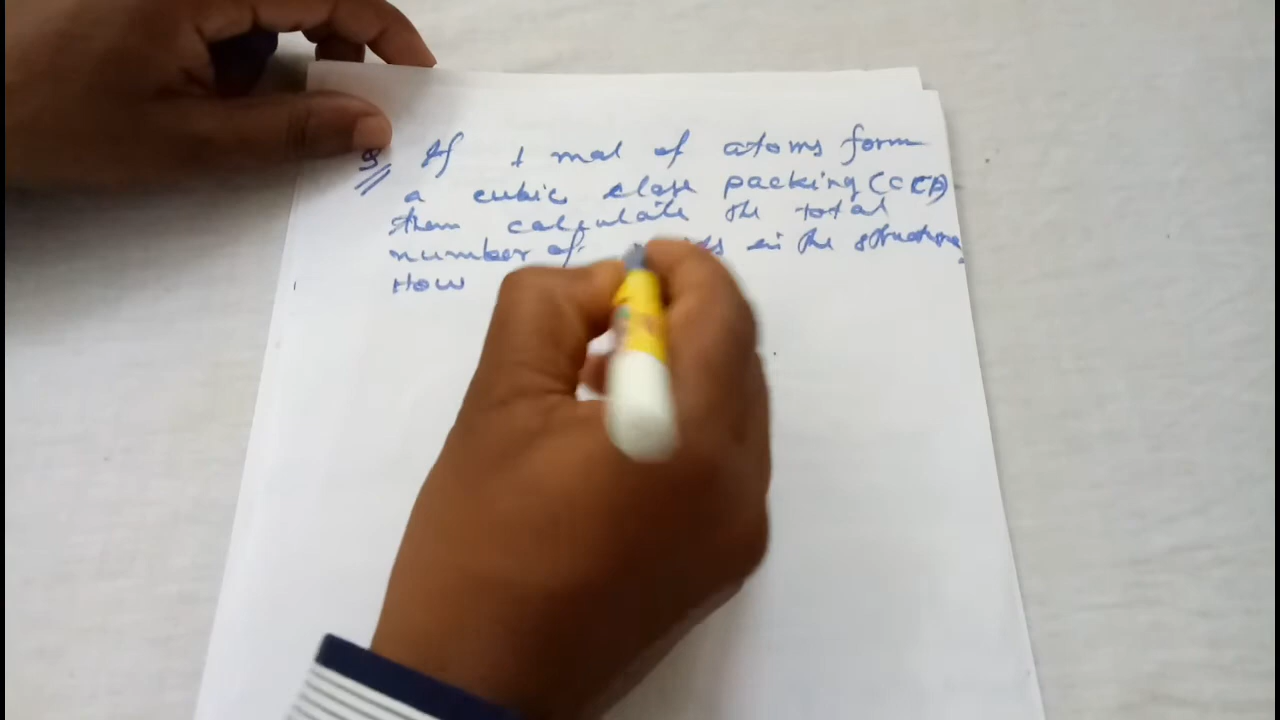 Q If 1 mol of atoms form
a cubic close packing (CCP)
then calculate the total
number of in the structure.
How